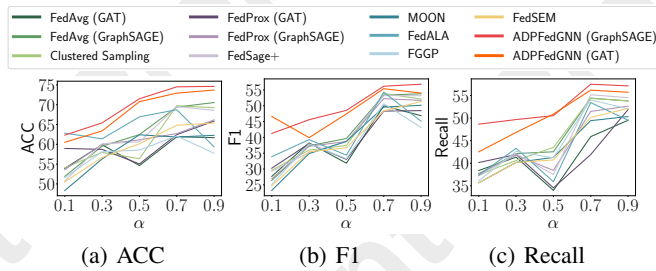 FedAvg (GAT) FedProx (GAT) MOON FedSEM
FedAvg (GraphSAGE) FedProx (GraphSAGE) FedALA ADPFedGNN (GraphSAGE)
Clustered Sampling FedSage+ FGGP ADPFedGNN (GAT)
ACC
75
70
65
60
55
50
0.1 0.3 0.5 0.7 0.9
α
F1
55
50
45
40
35
30
25
0.1 0.3 0.5 0.7 0.9
α
Recall
55
50
45
40
35
0.1 0.3 0.5 0.7 0.9
α
(a) ACC (b) F1 (c) Recall